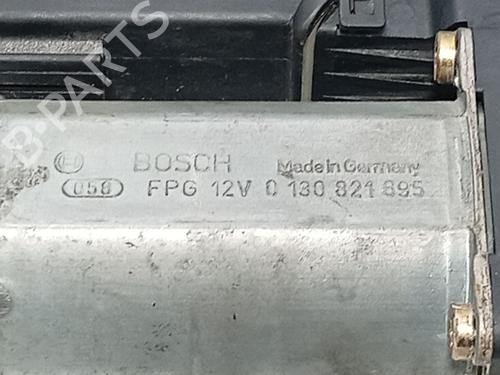 BOSCH Made in Germany
058 FPG 12V 0 130 821 895
B-PARTS